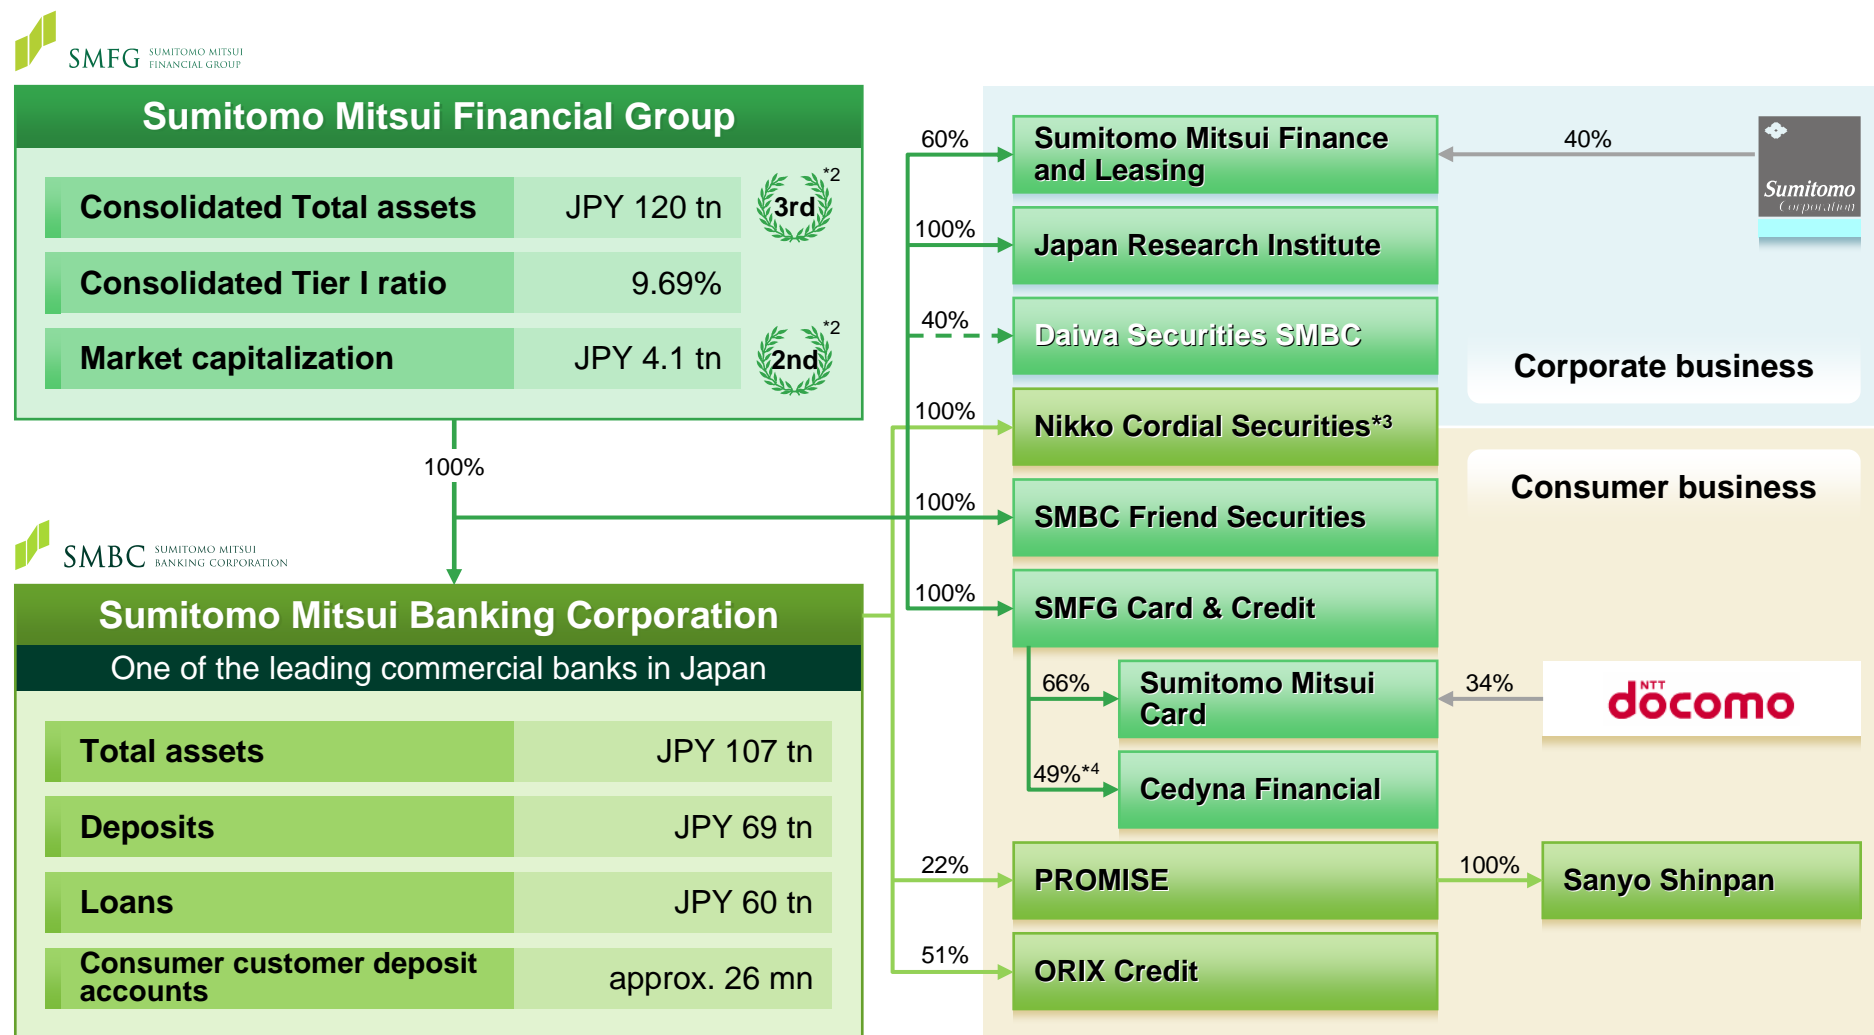 SMFG SUMITOMO MITSUI
FINANCIAL GROUP
Sumitomo Mitsui Financial Group
Consolidated Total assets JPY 120 tn 3rd *2
Consolidated Tier I ratio 9.69%
Market capitalization JPY 4.1 tn 2nd *2
100%
SMBC SUMITOMO MITSUI
BANKING CORPORATION
Sumitomo Mitsui Banking Corporation
One of the leading commercial banks in Japan
Total assets JPY 107 tn
Deposits JPY 69 tn
Loans JPY 60 tn
Consumer customer deposit
accounts approx. 26 mn
60% Sumitomo Mitsui Finance
and Leasing
40%
Sumitomo
Corporation
100% Japan Research Institute
40% Daiwa Securities SMBC
Corporate business
100% Nikko Cordial Securities*3
Consumer business
100% SMBC Friend Securities
100% SMFG Card & Credit
66% Sumitomo Mitsui
Card
34%
NTT
docomo
49%*4 Cedyna Financial
22% PROMISE 100% Sanyo Shinpan
51% ORIX Credit